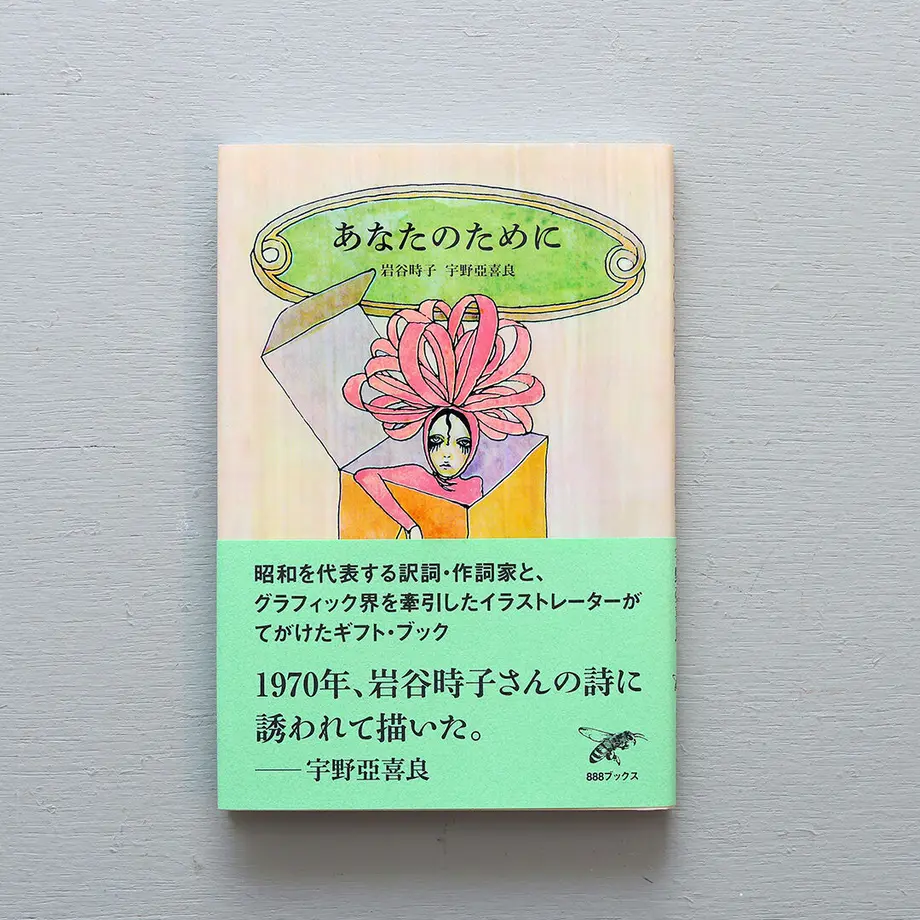 あなたのために
岩谷時子 宇野亞喜良
昭和を代表する訳詞・作詞家と、
グラフィック界を牽引したイラストレーターが
てがけたギフト・ブック
1970年、岩谷時子さんの詩に
誘われて描いた。
——宇野亞喜良
888ブックス